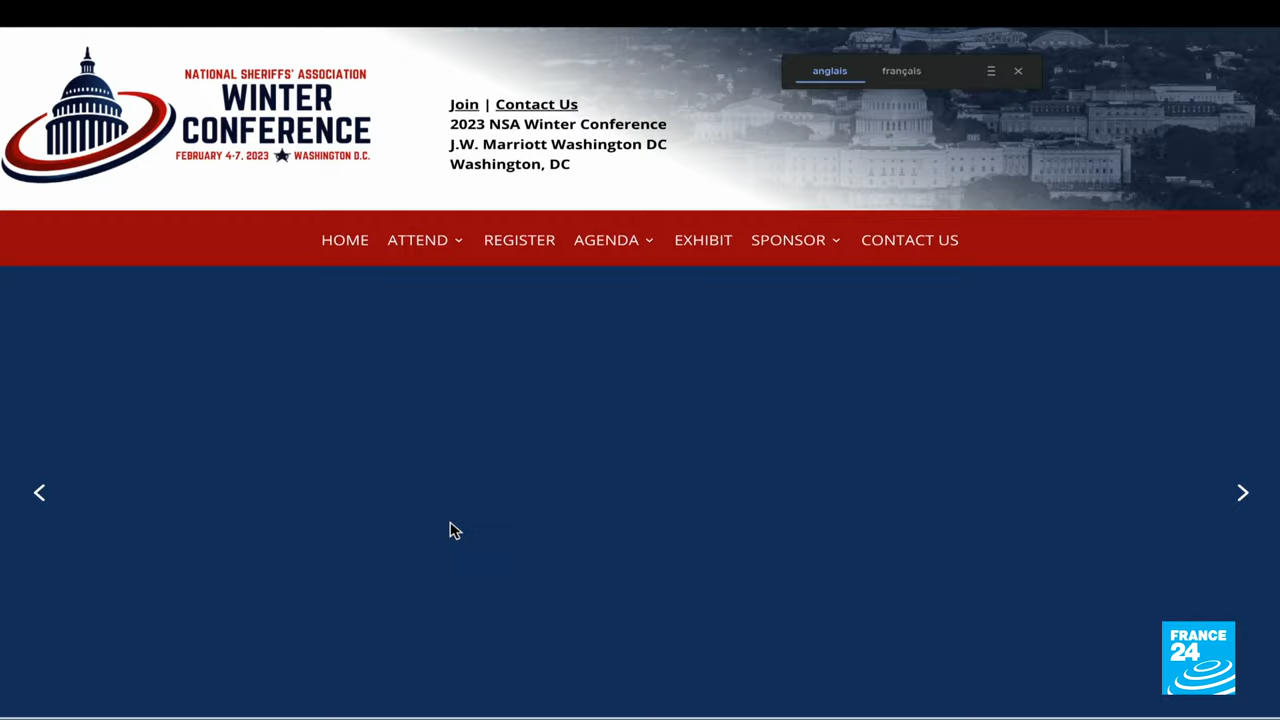 NATIONAL SHERIFFS' ASSOCIATION
WINTER
CONFERENCE
FEBRUARY 4-7, 2023 ★ WASHINGTON D.C.
Join | Contact Us
2023 NSA Winter Conference
J.W. Marriott Washington DC
Washington, DC
anglais français
HOME ATTEND REGISTER AGENDA EXHIBIT SPONSOR CONTACT US
FRANCE
24